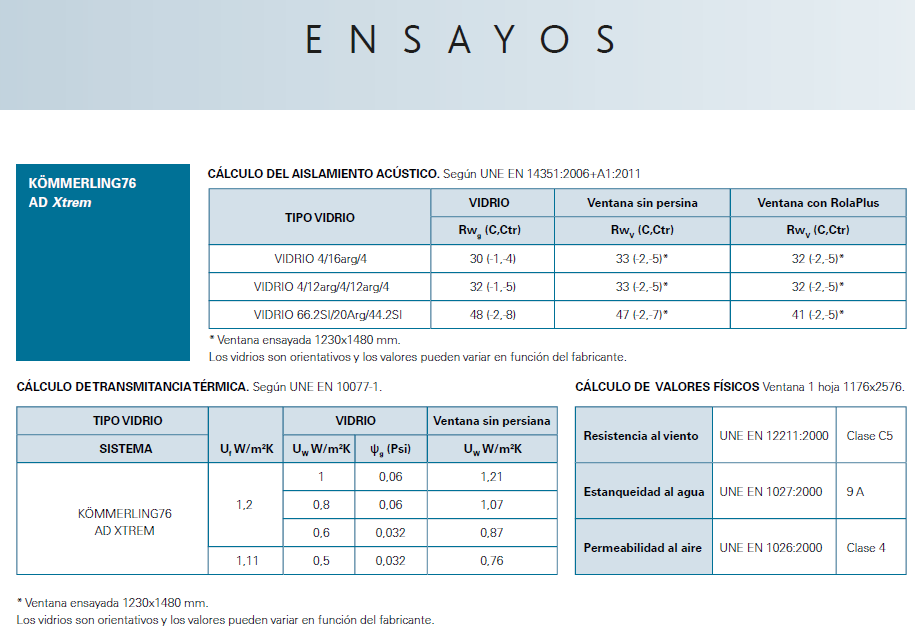 ENSAYOS
KÖMMERLING76
AD Xtrem
CÁLCULO DEL AISLAMIENTO ACÚSTICO. Según UNE EN 14351:2006+A1:2011
TIPO VIDRIO VIDRIO Ventana sin persina Ventana con RolaPlus
Rwg (C,Ctr) Rwv (C,Ctr) Rwv (C,Ctr)
VIDRIO 4/16arg/4 30 (-1,-4) 33 (-2,-5)* 32 (-2,-5)*
VIDRIO 4/12arg/4/12arg/4 32 (-1,-5) 33 (-2,-5)* 32 (-2,-5)*
VIDRIO 66.2SI/20Arg/44.2SI 48 (-2,-8) 47 (-2,-7)* 41 (-2,-5)*
* Ventana ensayada 1230x1480 mm.
Los vidrios son orientativos y los valores pueden variar en función del fabricante.
CÁLCULO DE TRANSMITANCIA TÉRMICA. Según UNE EN 10077-1.
TIPO VIDRIO VIDRIO Ventana sin persiana
SISTEMA Uf W/m²K UW W/m²K ψg (Psi) UW W/m²K
KÖMMERLING76
AD XTREM
1,2
1 0,06 1,21
0,8 0,06 1,07
0,6 0,032 0,87
1,11 0,5 0,032 0,76
* Ventana ensayada 1230x1480 mm.
Los vidrios son orientativos y los valores pueden variar en función del fabricante.
CÁLCULO DE VALORES FÍSICOS Ventana 1 hoja 1176x2576.
Resistencia al viento UNE EN 12211:2000 Clase C5
Estanqueidad al agua UNE EN 1027:2000 9 A
Permeabilidad al aire UNE EN 1026:2000 Clase 4